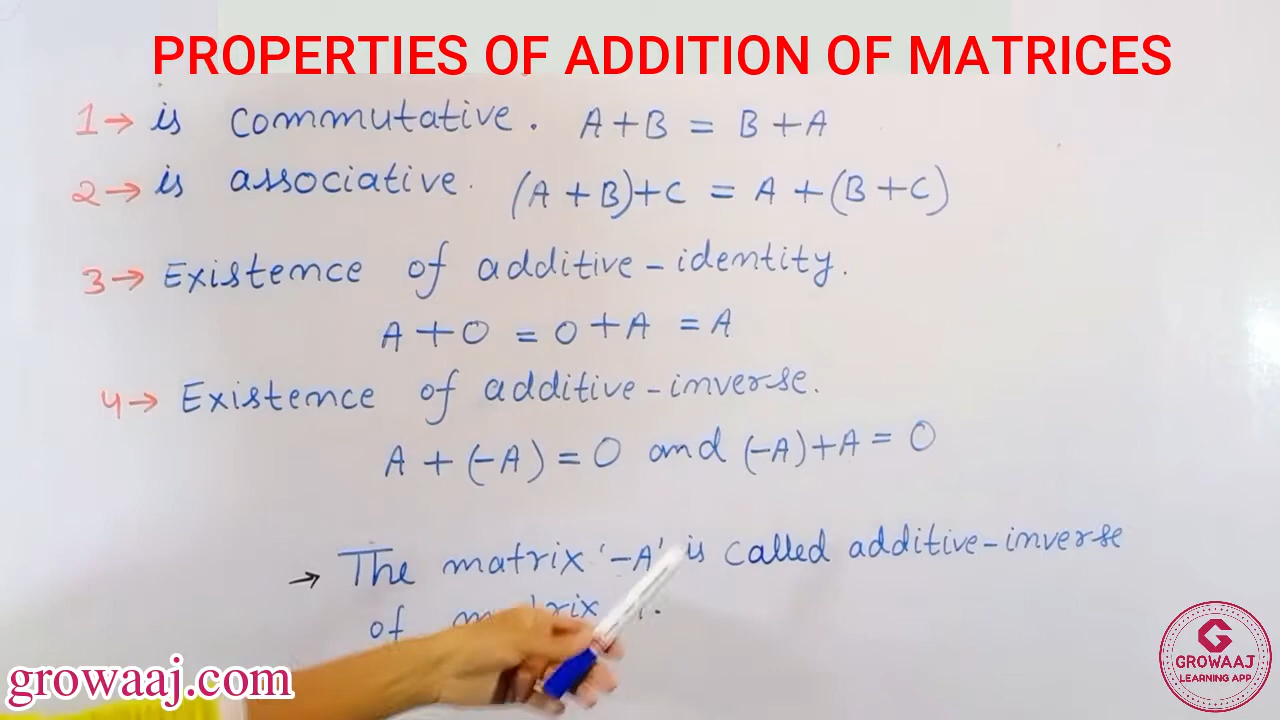 PROPERTIES OF ADDITION OF MATRICES
1→ is commutative. A+B = B+A
2→ is associative. (A+B)+C = A+(B+C)
3→ Existence of additive-identity.
A+O = O+A = A
4→ Existence of additive-inverse.
A+(-A) = O and (-A)+A = O
→ The matrix '-A' is called additive-inverse
of
growaaj.com
G
GROWAAJ
LEARNING APP